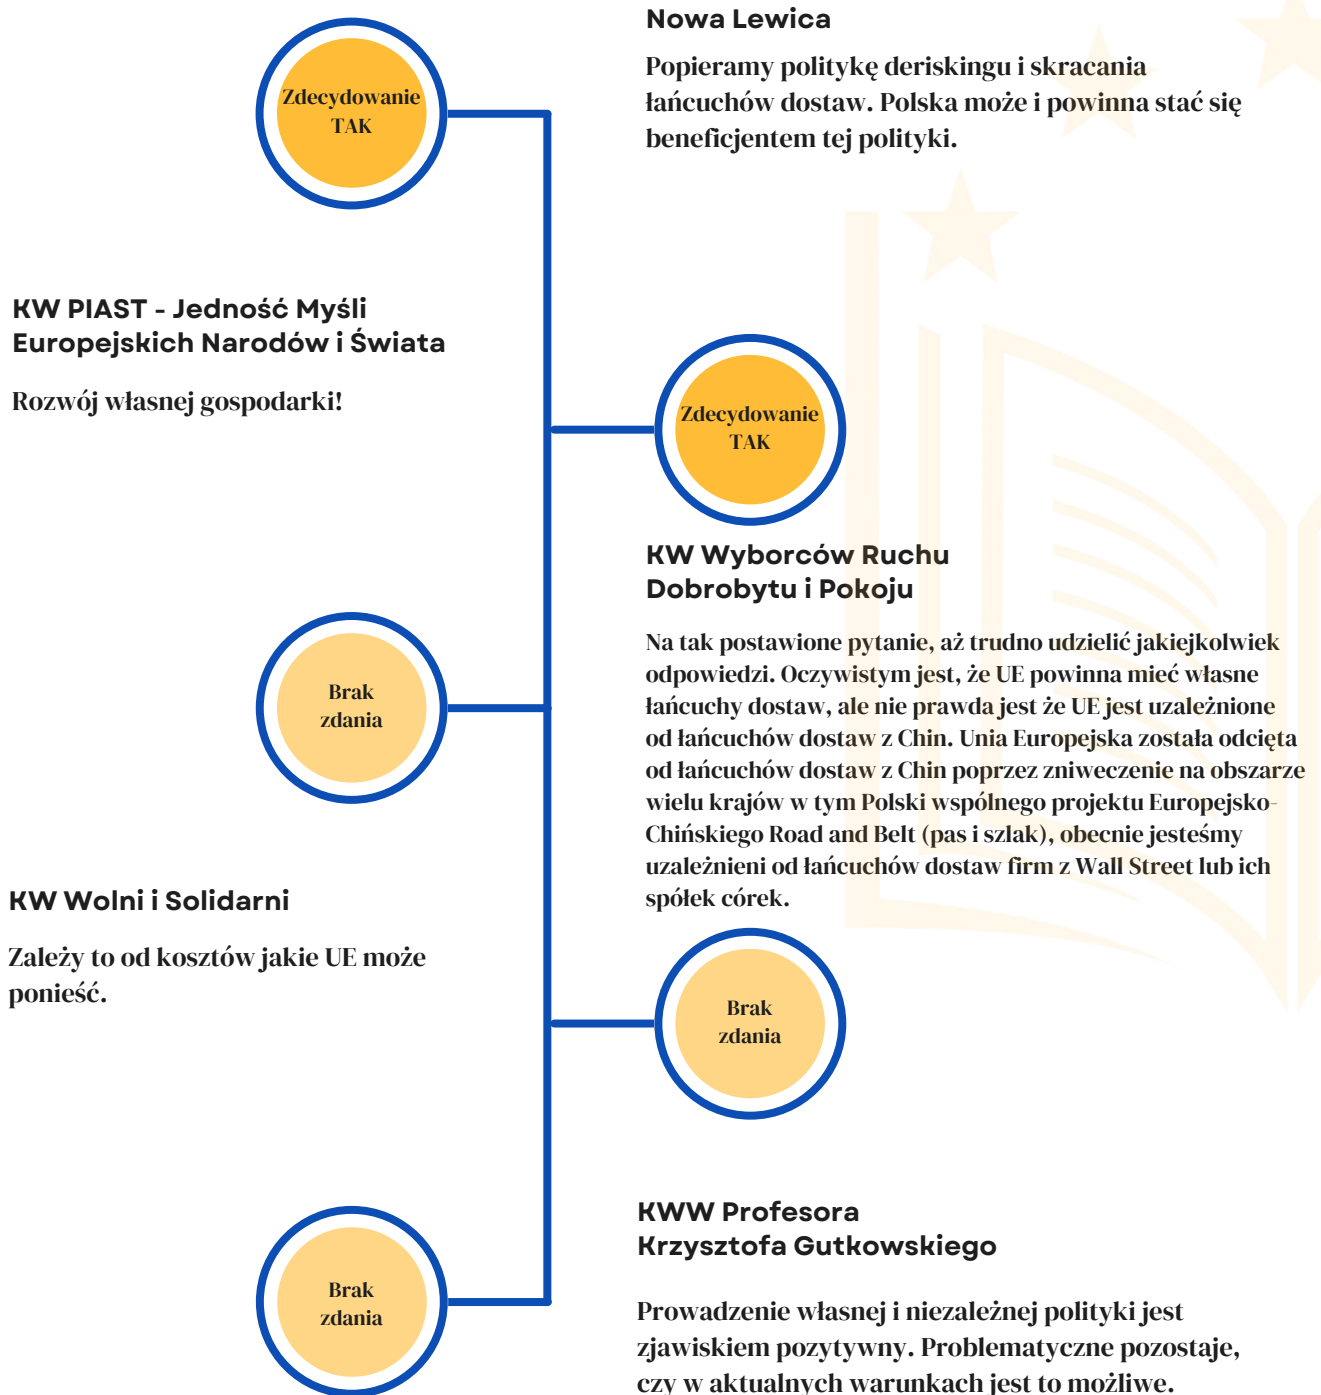 Nowa Lewica
Zdecydowanie
TAK
Popieramy politykę deriskingu i skracania
łańcuchów dostaw. Polska może i powinna stać się
beneficjentem tej polityki.
KW PIAST - Jedność Myśli
Europejskich Narodów i Świata
Rozwój własnej gospodarki!
Zdecydowanie
TAK
KW Wyborców Ruchu
Dobrobytu i Pokoju
Brak
zdania
Na tak postawione pytanie, aż trudno udzielić jakiejkolwiek
odpowiedzi. Oczywistym jest, że UE powinna mieć własne
łańcuchy dostaw, ale nie prawda jest że UE jest uzależnione
od łańcuchów dostaw z Chin. Unia Europejska została odcięta
od łańcuchów dostaw z Chin poprzez zniweczenie na obszarze
wielu krajów w tym Polski wspólnego projektu Europejsko-
Chińskiego Road and Belt (pas i szlak), obecnie jesteśmy
uzależnieni od łańcuchów dostaw firm z Wall Street lub ich
spółek córek.
KW Wolni i Solidarni
Zależy to od kosztów jakie UE może
ponieść.
Brak
zdania
KWW Profesora
Krzysztofa Gutkowskiego
Brak
zdania
Prowadzenie własnej i niezależnej polityki jest
zjawiskiem pozytywny. Problematyczne pozostaje,
czy w aktualnych warunkach jest to możliwe.